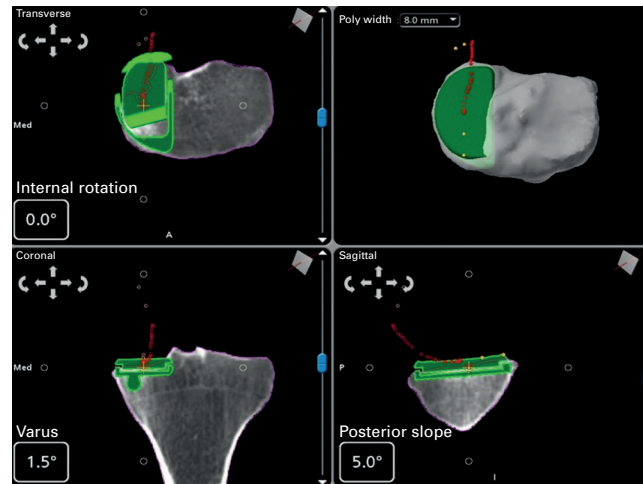 Transverse
Med
Internal rotation
0.0°
A
Poly width : 8.0 mm
Coronal
Med
Varus
1.5°
Sagittal
P
Posterior slope
5.0°
I